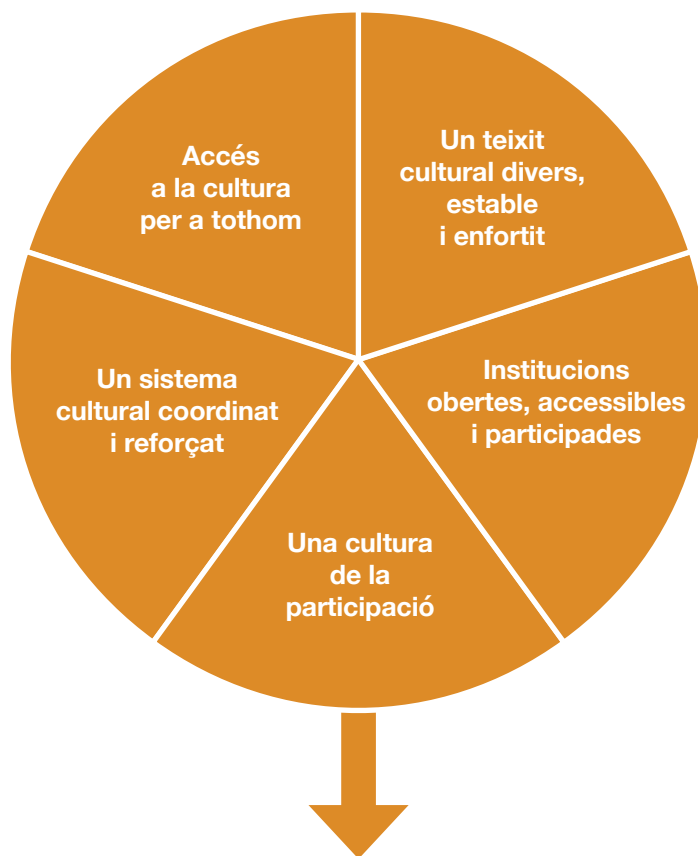 Accés
a la cultura
per a tothom
Un teixit
cultural divers,
estable
i enfortit
Un sistema
cultural coordinat
i reforçat
Institucions
obertes, accessibles
i participades
Una cultura
de la
participació